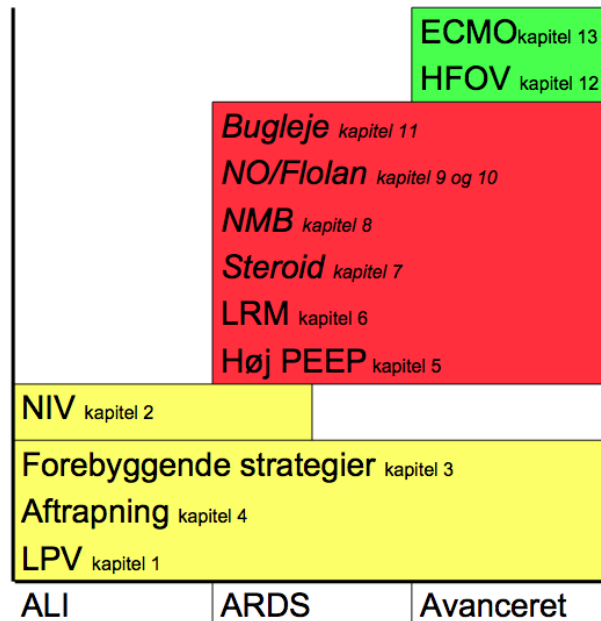 ECMO kapitel 13
HFOV kapitel 12
Bugleje kapitel 11
NO/Flolan kapitel 9 og 10
NMB kapitel 8
Steroid kapitel 7
LRM kapitel 6
Høj PEEP kapitel 5
NIV kapitel 2
Forebyggende strategier kapitel 3
Aftrapning kapitel 4
LPV kapitel 1
ALI ARDS Avanceret